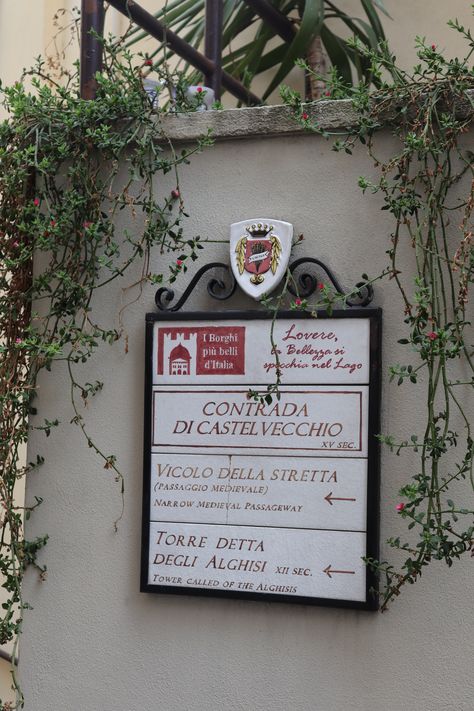 I Borghi
più belli
d'Italia
Lovere,
la Bellezza si
specchia nel Lago
CONTRADA
DI CASTELVECCHIO
XV SEC.
VICOLO DELLA STRETTA
(PASSAGGIO MEDIEVALE)
NARROW MEDIEVAL PASSAGEWAY
TORRE DETTA
DEGLI ALGHISI XII SEC.
TOWER CALLED OF THE ALGHISIS